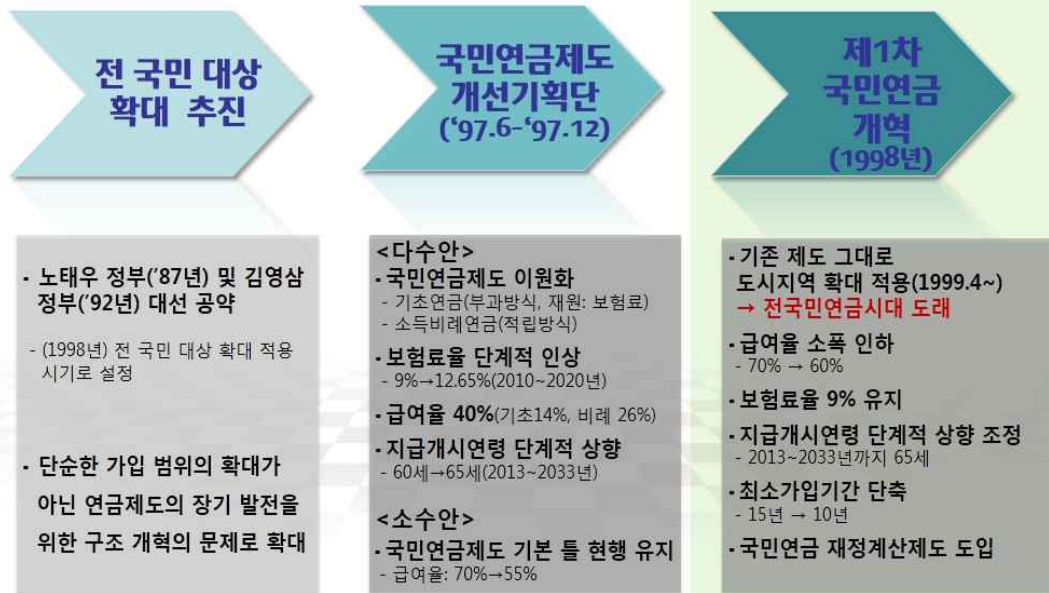 전 국민 대상
확대 추진
노태우 정부('87년) 및 김영삼
정부('92년) 대선 공약
- (1998년) 전 국민 대상 확대 적용
시기로 설정
단순한 가입 범위의 확대가
아닌 연금제도의 장기 발전을
위한 구조 개혁의 문제로 확대
국민연금제도
개선기획단
('97.6-'97.12)
<다수안>
▪ 국민연금제도 이원화
- 기초연금(부과방식, 재원: 보험료)
- 소득비례연금(적립방식)
▪ 보험료율 단계적 인상
- 9%→12.65%(2010~2020년)
▪ 급여율 40%(기초14%, 비례 26%)
▪ 지급개시연령 단계적 상향
- 60세→65세(2013~2033년)
<소수안>
▪ 국민연금제도 기본 틀 현행 유지
- 급여율: 70%→55%
제1차
국민연금
개혁
(1998년)
▪ 기존 제도 그대로
도시지역 확대 적용(1999.4~)
→ 전국민연금시대 도래
▪ 급여율 소폭 인하
- 70% → 60%
▪ 보험료율 9% 유지
▪ 지급개시연령 단계적 상향 조정
- 2013~2033년까지 65세
▪ 최소가입기간 단축
- 15년 → 10년
▪ 국민연금 재정계산제도 도입